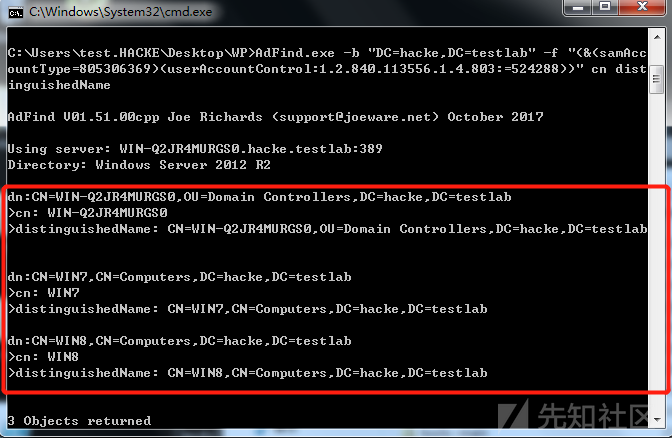 C:\Windows\System32\cmd.exe
C:\Users\test.HACKE\Desktop\WP>AdFind.exe -b "DC=hacke,DC=testlab" -f "(&(samAcc
ountType=805306369)(userAccountControl:1.2.840.113556.1.4.803:=524288))" cn dist
inguishedName
AdFind V01.51.00cpp Joe Richards (support@joeware.net) October 2017
Using server: WIN-Q2JR4MURGS0.hacke.testlab:389
Directory: Windows Server 2012 R2
dn:CN=WIN-Q2JR4MURGS0,OU=Domain Controllers,DC=hacke,DC=testlab
>cn: WIN-Q2JR4MURGS0
>distinguishedName: CN=WIN-Q2JR4MURGS0,OU=Domain Controllers,DC=hacke,DC=testlab
dn:CN=WIN7,CN=Computers,DC=hacke,DC=testlab
>cn: WIN7
>distinguishedName: CN=WIN7,CN=Computers,DC=hacke,DC=testlab
dn:CN=WIN8,CN=Computers,DC=hacke,DC=testlab
>cn: WIN8
>distinguishedName: CN=WIN8,CN=Computers,DC=hacke,DC=testlab
3 Objects returned
先知社区